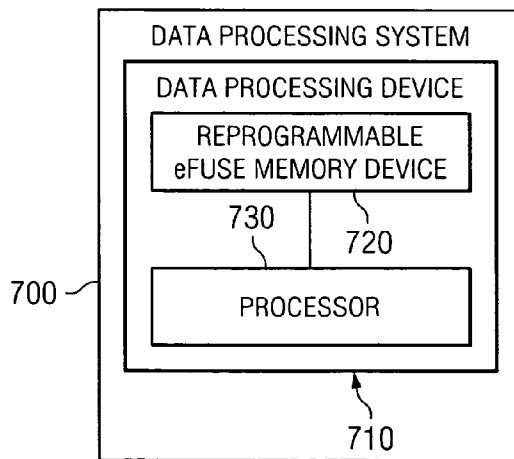 DATA PROCESSING SYSTEM
DATA PROCESSING DEVICE
REPROGRAMMABLE
eFUSE MEMORY DEVICE
730
720
700
PROCESSOR
710